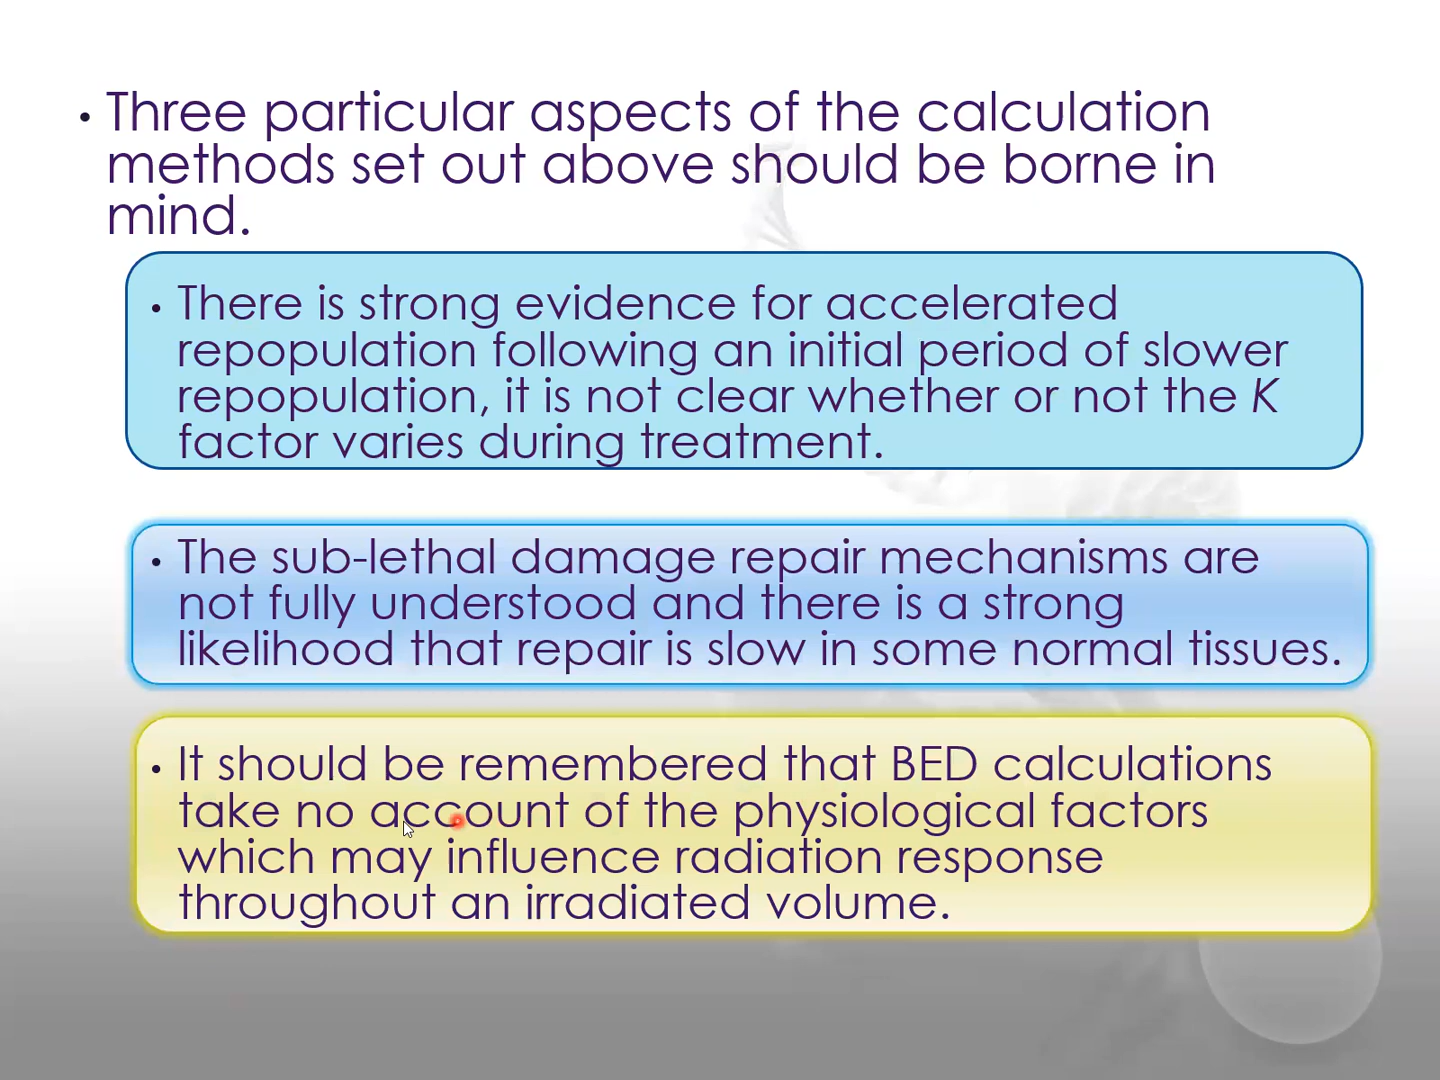 • Three particular aspects of the calculation
methods set out above should be borne in
mind.
• There is strong evidence for accelerated
repopulation following an initial period of slower
repopulation, it is not clear whether or not the K
factor varies during treatment.
• The sub-lethal damage repair mechanisms are
not fully understood and there is a strong
likelihood that repair is slow in some normal tissues.
• It should be remembered that BED calculations
take no account of the physiological factors
which may influence radiation response
throughout an irradiated volume.